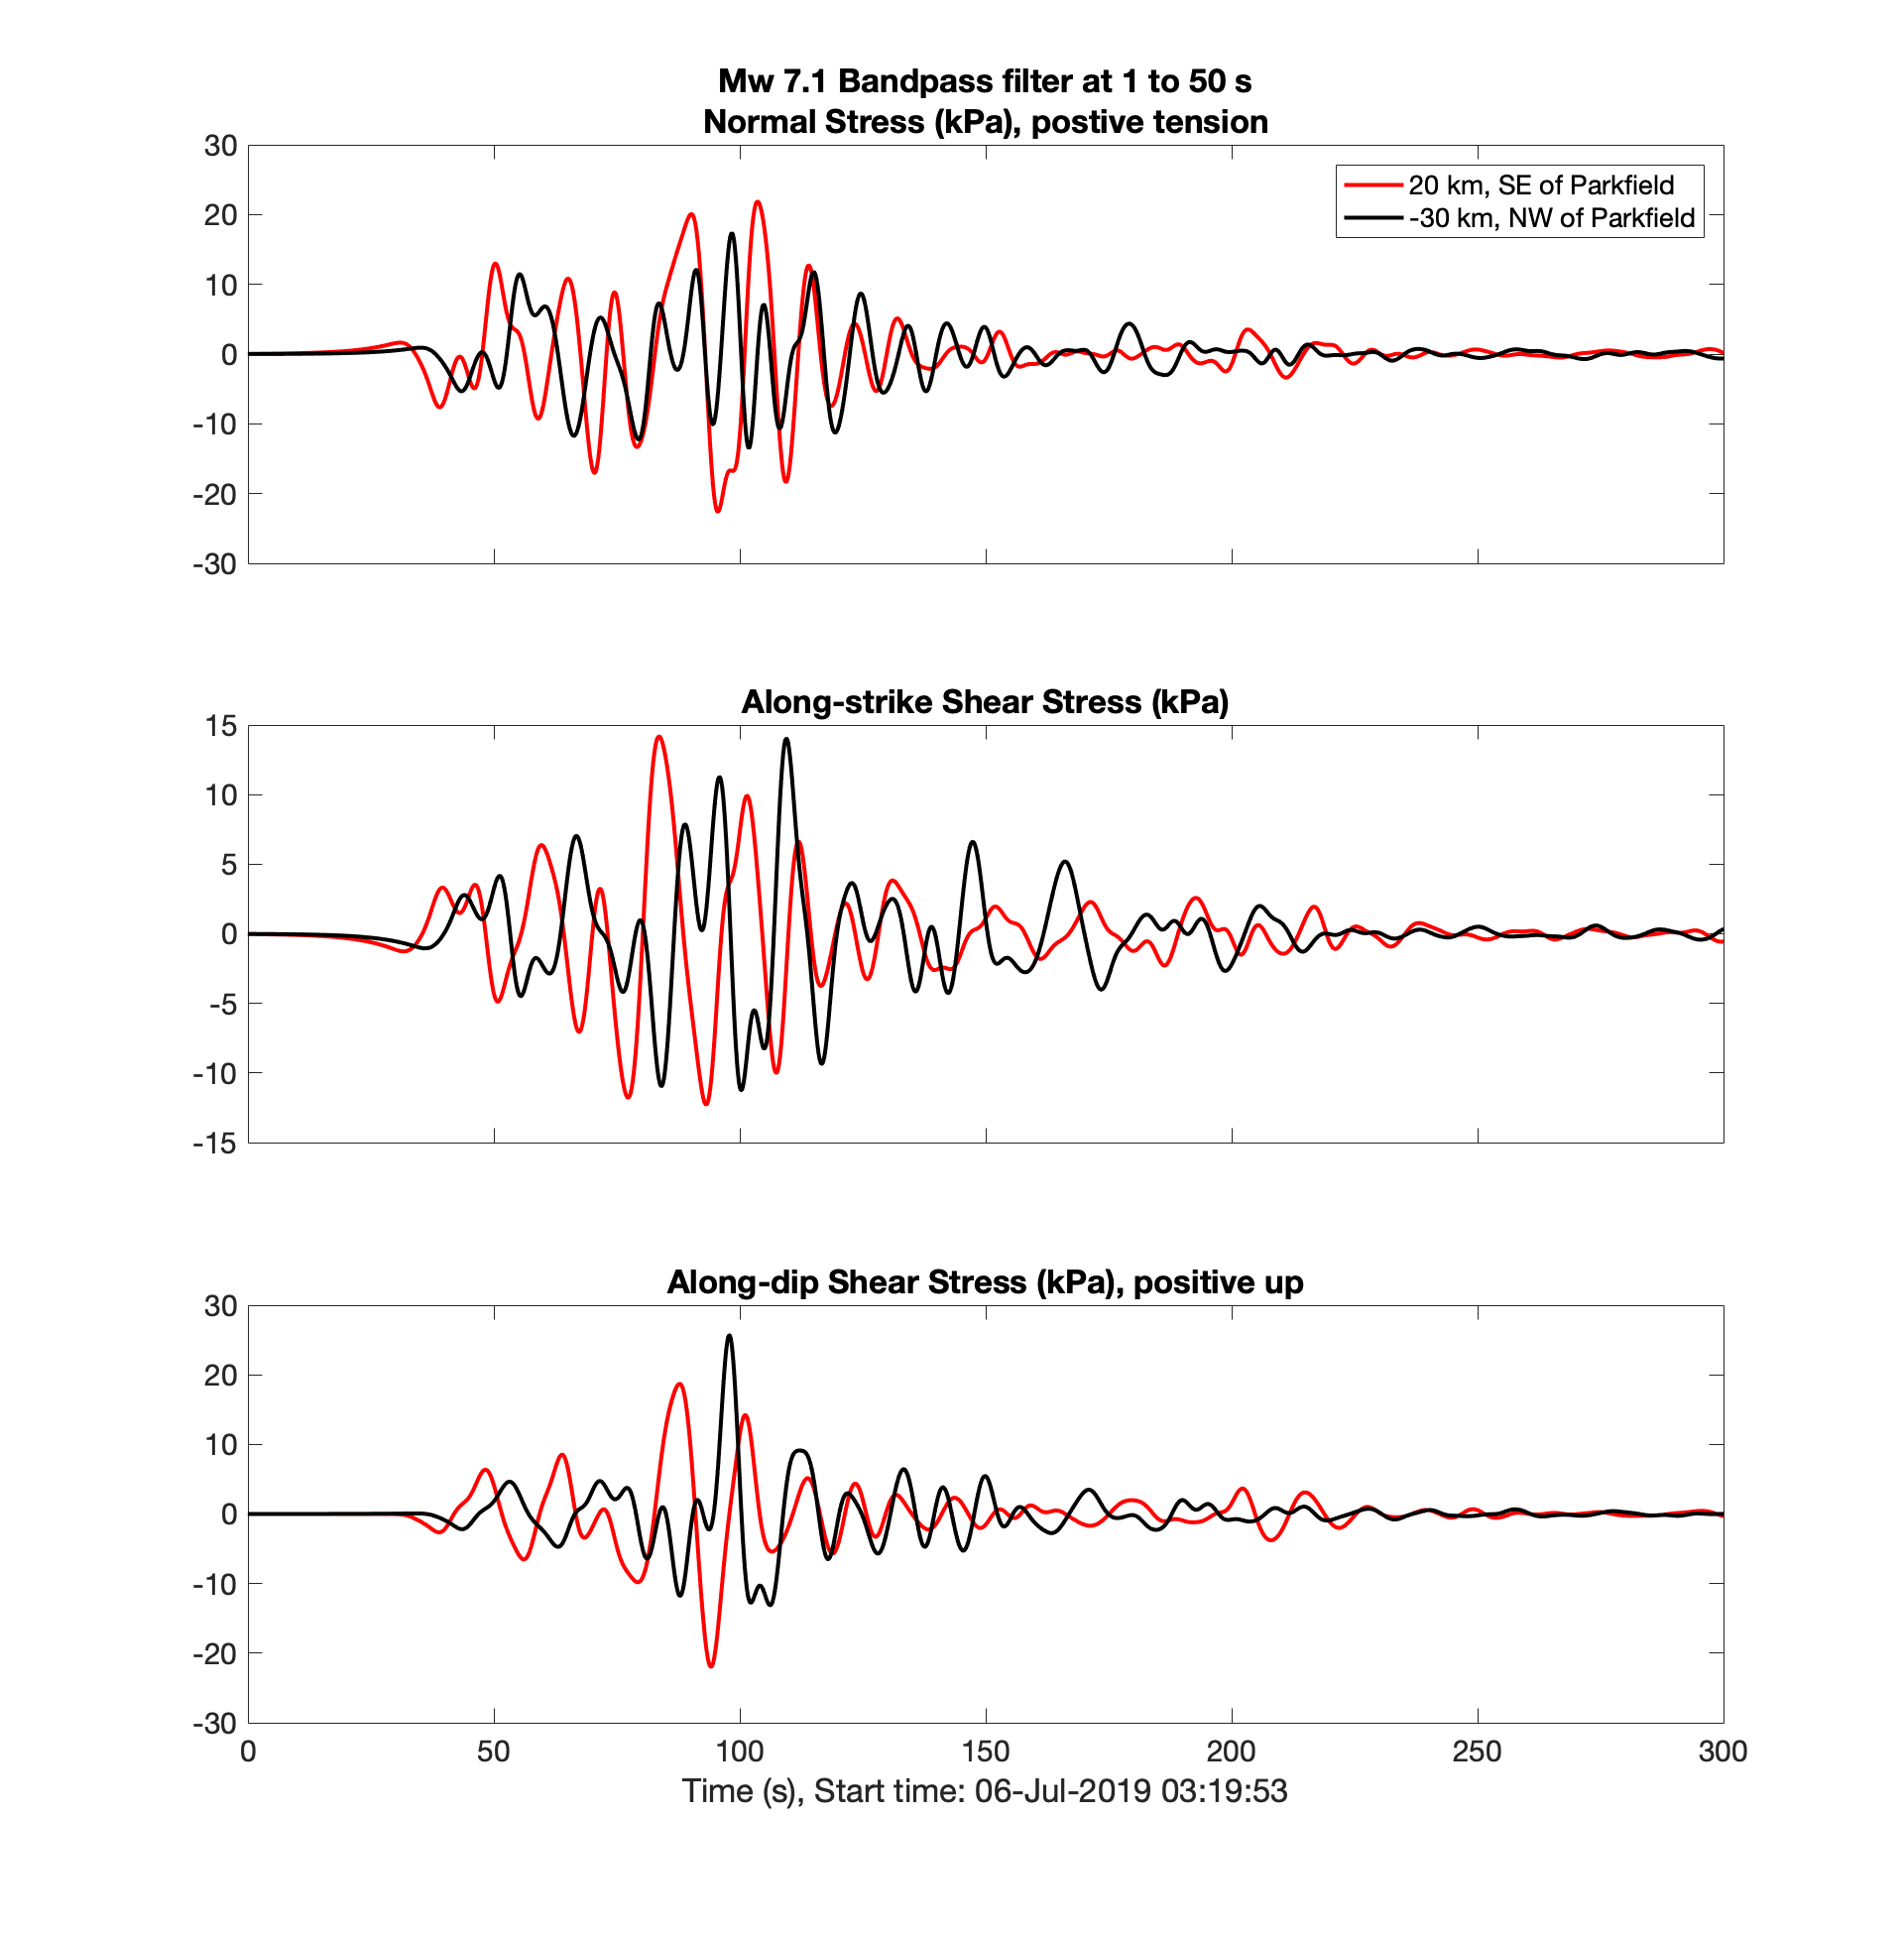 Mw 7.1 Bandpass filter at 1 to 50 s
Normal Stress (kPa), postive tension
30
20
10
0
-10
-20
-30
20 km, SE of Parkfield
-30 km, NW of Parkfield
Along-strike Shear Stress (kPa)
15
10
5
0
-5
-10
-15
Along-dip Shear Stress (kPa), positive up
30
20
10
0
-10
-20
-30
0 50 100 150 200 250 300
Time (s), Start time: 06-Jul-2019 03:19:53